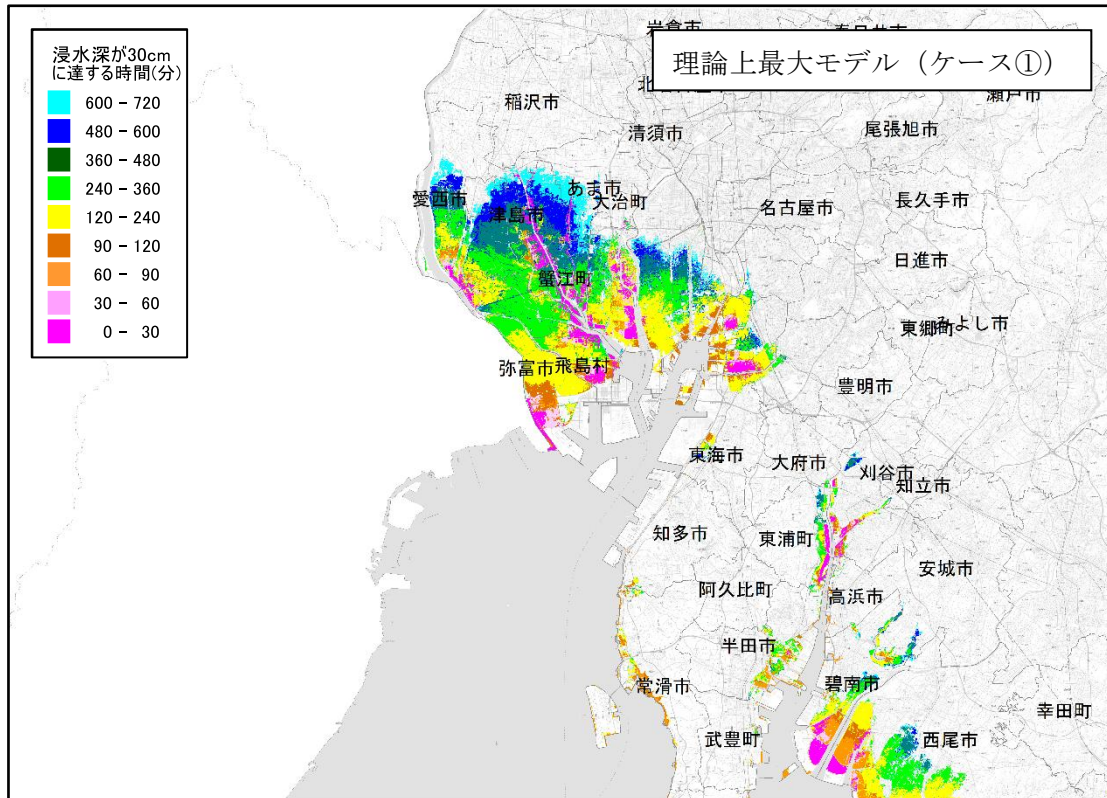 浸水深が30cm
に達する時間(分)
600 - 720
480 - 600
360 - 480
240 - 360
120 - 240
90 - 120
60 - 90
30 - 60
0 - 30
理論上最大モデル（ケース①）
岩倉市
稲沢市
清須市
瀬戸市
尾張旭市
あま市
愛西市
大治町
津島市
名古屋市
長久手市
日進市
蟹江町
東郷町
みよし市
弥富市
飛島村
豊明市
東海市
大府市
刈谷市
知立市
知多市
東浦町
安城市
阿久比町
高浜市
半田市
常滑市
碧南市
幸田町
武豊町
西尾市